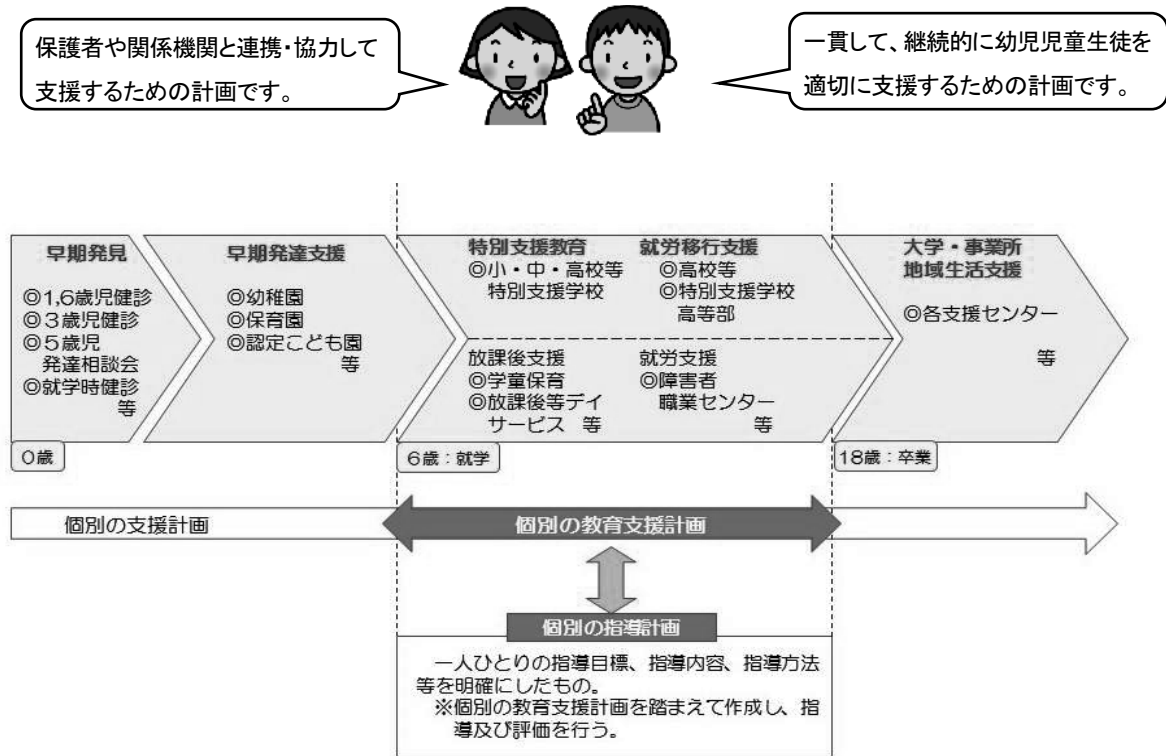 保護者や関係機関と連携・協力して
支援するための計画です。
一貫して、継続的に幼児児童生徒を
適切に支援するための計画です。
早期発見
◎1,6歳児健診
◎3歳児健診
◎5歳児
発達相談会
◎就学時健診
等
早期発達支援
◎幼稚園
◎保育園
◎認定こども園
等
特別支援教育
◎小・中・高校等
特別支援学校
就労移行支援
◎高校等
◎特別支援学校
高等部
放課後支援
◎学童保育
◎放課後等デイ
サービス 等
就労支援
◎障害者
職業センター
等
大学・事業所
地域生活支援
◎各支援センター
等
0歳
6歳:就学
18歳:卒業
個別の支援計画
個別の教育支援計画
個別の指導計画
一人ひとりの指導目標、指導内容、指導方法
等を明確にしたもの。
※個別の教育支援計画を踏まえて作成し、指
導及び評価を行う。